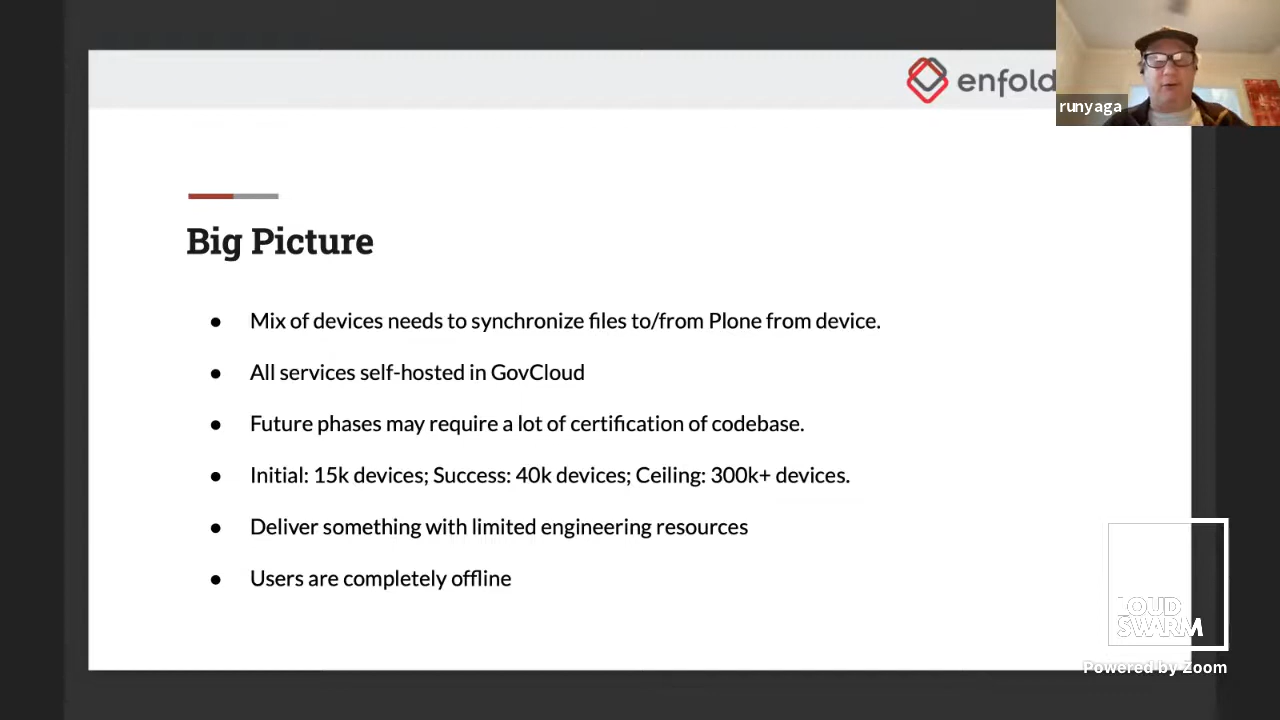 enfold
runyaga
Big Picture
● Mix of devices needs to synchronize files to/from Plone from device.
● All services self-hosted in GovCloud
● Future phases may require a lot of certification of codebase.
● Initial: 15k devices; Success: 40k devices; Ceiling: 300k+ devices.
● Deliver something with limited engineering resources
● Users are completely offline
LOUD
SWARM
Powered by Zoom